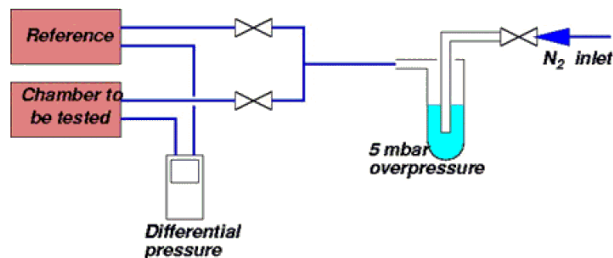 Reference
Chamber to
be tested
N2 inlet
5 mbar
overpressure
Differential
pressure